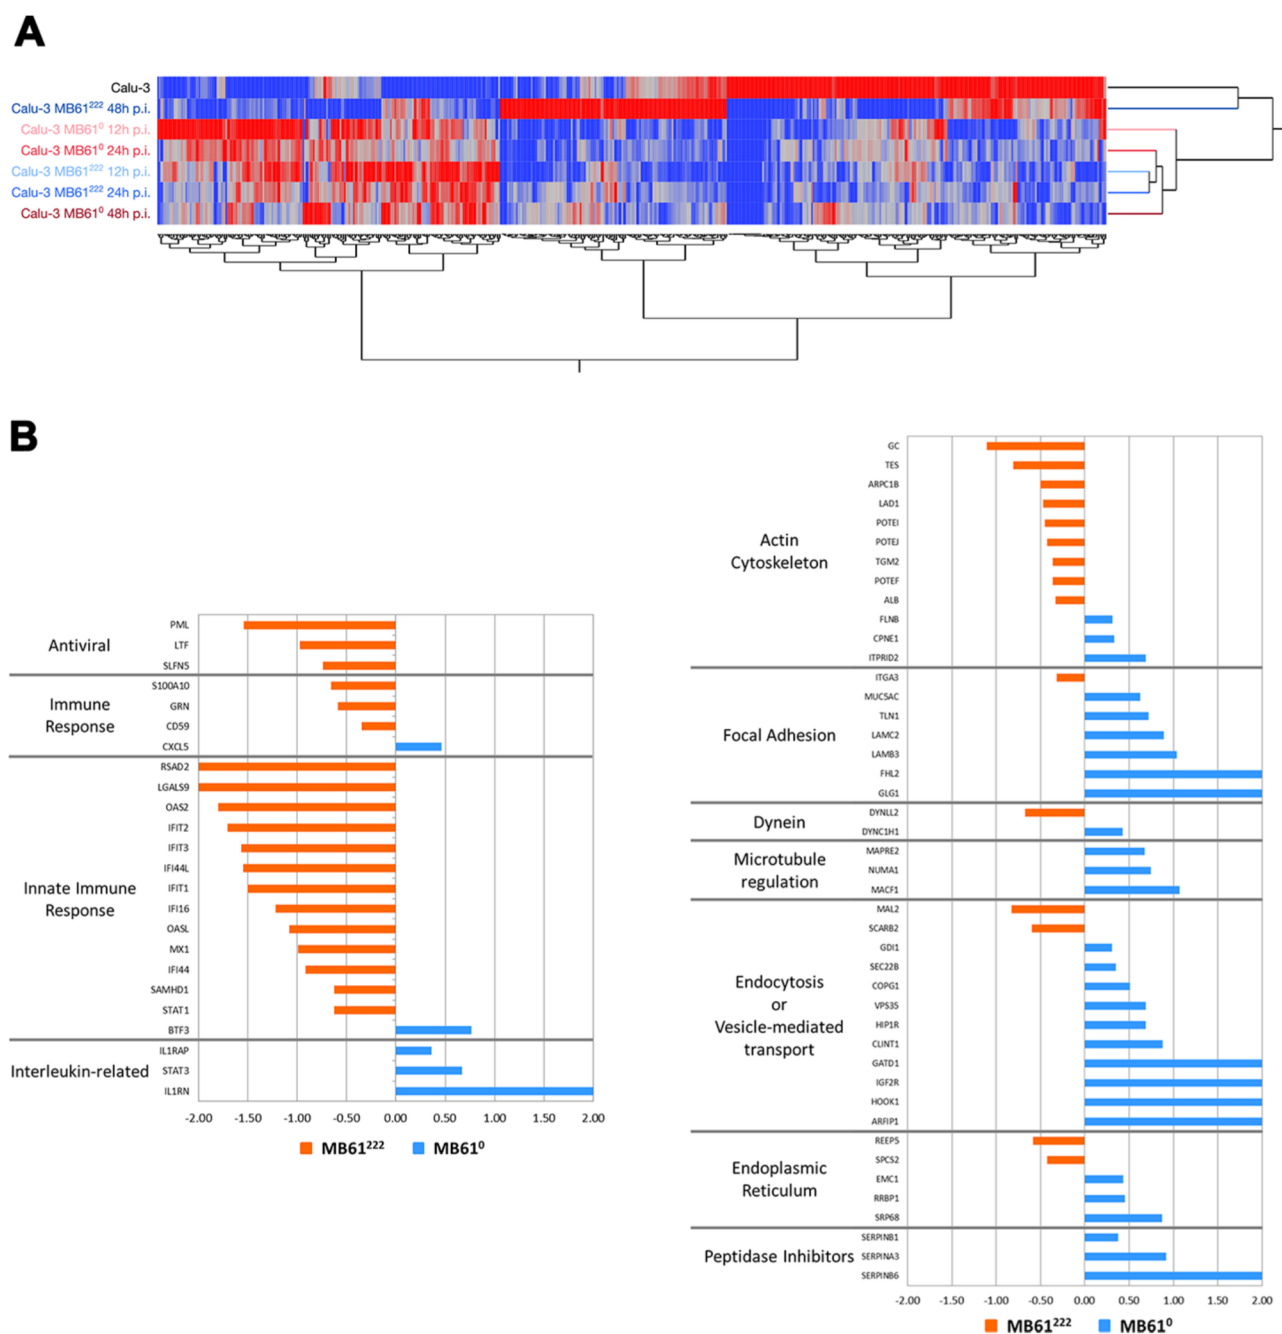 A
Calu-3
Calu-3 MB61²²² 48h p.i.
Calu-3 MB61⁰ 12h p.i.
Calu-3 MB61⁰ 24h p.i.
Calu-3 MB61²²² 12h p.i.
Calu-3 MB61²²² 24h p.i.
Calu-3 MB61⁰ 48h p.i.
B
Antiviral
PML
LTF
SLFN5
Immune
Response
S100A10
GRN
CD59
CXCL5
Innate Immune
Response
RSAD2
LGALS9
OAS2
IFIT2
IFIT3
IFI44L
IFIT1
IFI16
OASL
MX1
IFI44
SAMHD1
STAT1
BTF3
Interleukin-related
IL1RAP
STAT3
IL1RN
-2.00 -1.50 -1.00 -0.50 0.00 0.50 1.00 1.50 2.00
MB61²²² MB61⁰
Actin
Cytoskeleton
GC
TES
ARPC1B
LAD1
POTEI
POTEJ
TGM2
POTEF
ALB
FLNB
CPNE1
ITPRID2
Focal Adhesion
ITGA3
MUC5AC
TLN1
LAMC2
LAMB3
FHL2
GLG1
Dynein
DYNLL2
DYNC1H1
Microtubule
regulation
MAPRE2
NUMA1
MACF1
Endocytosis
or
Vesicle-mediated
transport
MAL2
SCARB2
GDI1
SEC22B
COPG1
VPS35
HIP1R
CLINT1
GATD1
IGF2R
HOOK1
ARFIP1
Endoplasmic
Reticulum
REEP5
SPCS2
EMC1
RRBP1
SRP68
Peptidase Inhibitors
SERPINB1
SERPINA3
SERPINB6
-2.00 -1.50 -1.00 -0.50 0.00 0.50 1.00 1.50 2.00
MB61²²² MB61⁰